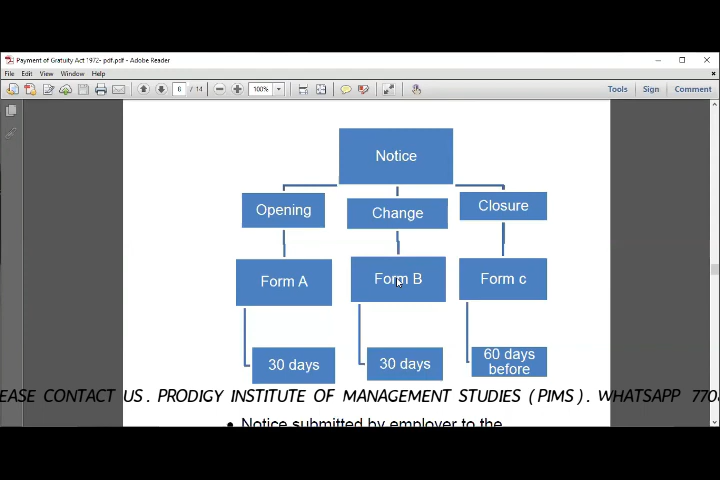 Payment of Gratuity Act 1972- pdf.pdf - Adobe Reader
File Edit View Window Help
8 / 14 100% Tools Sign Comment
Notice
Opening Change Closure
Form A Form B Form c
30 days 30 days 60 days
before
EASE CONTACT US. PRODIGY INSTITUTE OF MANAGEMENT STUDIES (PIMS). WHATSAPP 770
• Notice submitted by employer to the